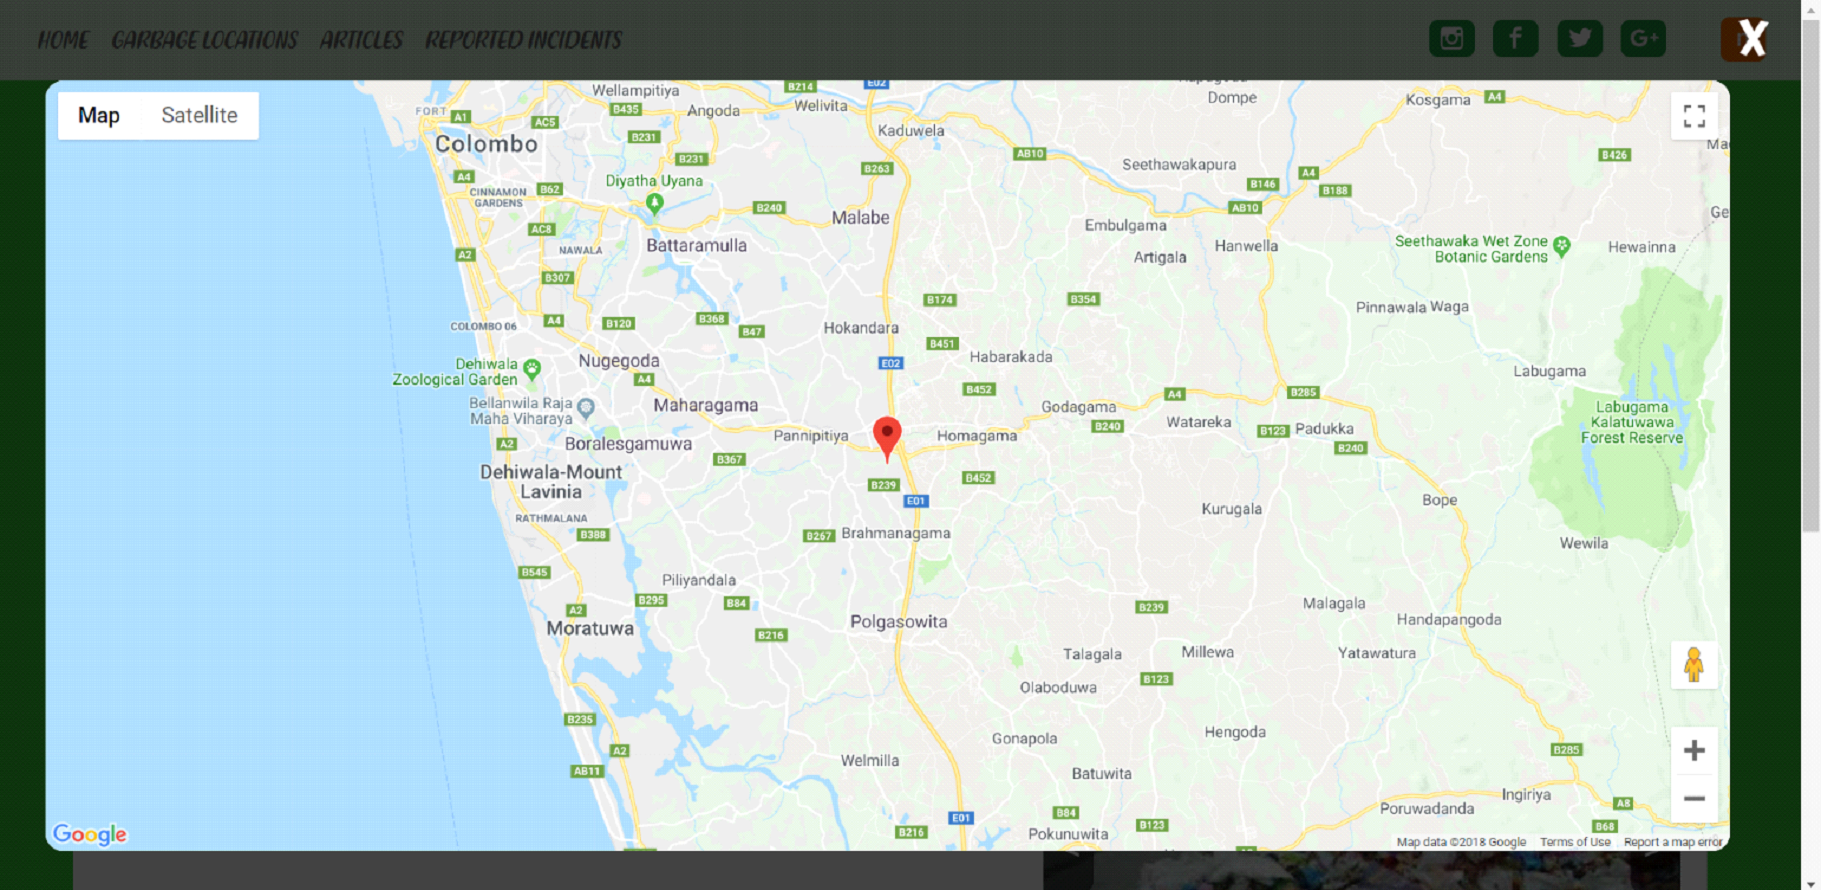 HOME GARBAGE LOCATIONS ARTICLES REPORTED INCIDENTS
G+
X
Map Satellite
Wellampitiya
B214
E02
Dompe
Kosgama
A4
FORT
A1
B435
Angoda
Welivita
AC5
Kaduwela
Colombo
B231
AB10
B426
B231
B263
Seethawakapura
A4
A4
Diyatha Uyana
B146
B188
CINNAMON
GARDENS
B62
B240
AB10
Malabe
Embulgama
Ge
AC8
NAWALA
Battaramulla
Hanwella
Seethawaka Wet Zone
Botanic Gardens
Hewainna
A2
Artigala
B307
B174
B354
Pinnawala Waga
COLOMBO 06
A4
B120
B368
B47
Hokandara
B451
Dehiwala
Zoological Garden
Nugegoda
E02
Habarakada
Labugama
A4
B452
A4
B285
Bellanwila Raja
Maha Viharaya
Maharagama
Godagama
B240
Watareka
Labugama
Kalatuwawa
Forest Reserve
A2
Boralesgamuwa
Pannipitiya
Homagama
B123
Padukka
B240
B367
Dehiwala-Mount
Lavinia
B239
B452
E01
Bope
RATHMALANA
Kurugala
B388
B267
Brahmanagama
Wewila
B545
Piliyandala
A2
B295
B84
B239
Malagala
Moratuwa
B216
Polgasowita
Handapangoda
Talagala
Millewa
Yatawatura
B123
Olaboduwa
B235
A2
Gonapola
Hengoda
B285
AB11
Welmilla
Batuwita
Ingiriya
E01
B84
Poruwadanda
A8
B216
Pokunuwita
B123
B68
Google
Map data ©2018 Google Terms of Use Report a map error